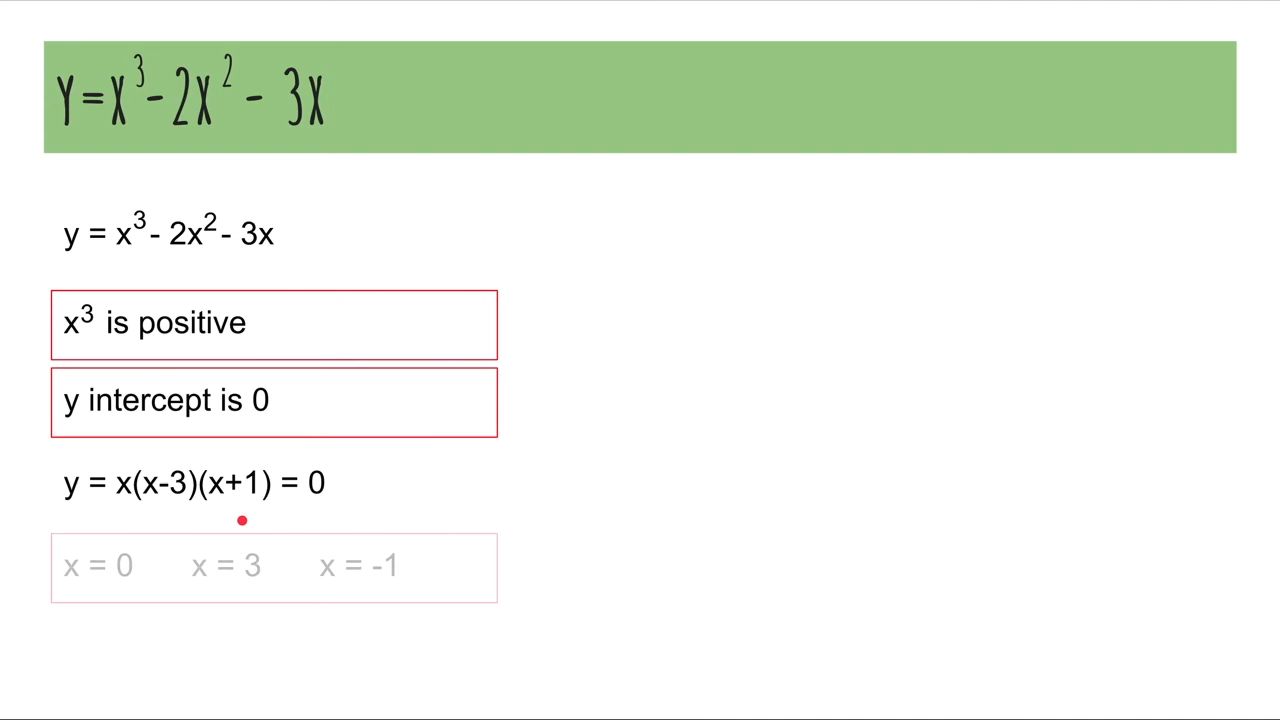 Y=X³- 2X² - 3X
y = x³- 2x²- 3x
x³ is positive
y intercept is 0
y = x(x-3)(x+1) = 0
x = 0 x = 3 x = -1